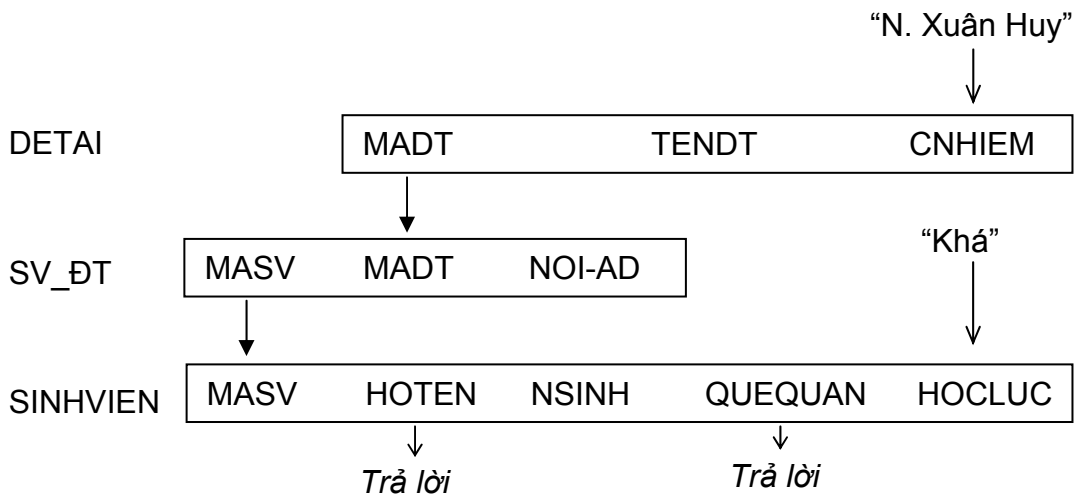 “N. Xuân Huy”
DETAI MADT TENDT CNHIEM
“Khá”
SV_ĐT MASV MADT NOI-AD
SINHVIEN MASV HOTEN NSINH QUEQUAN HOCLUC
Trả lời Trả lời